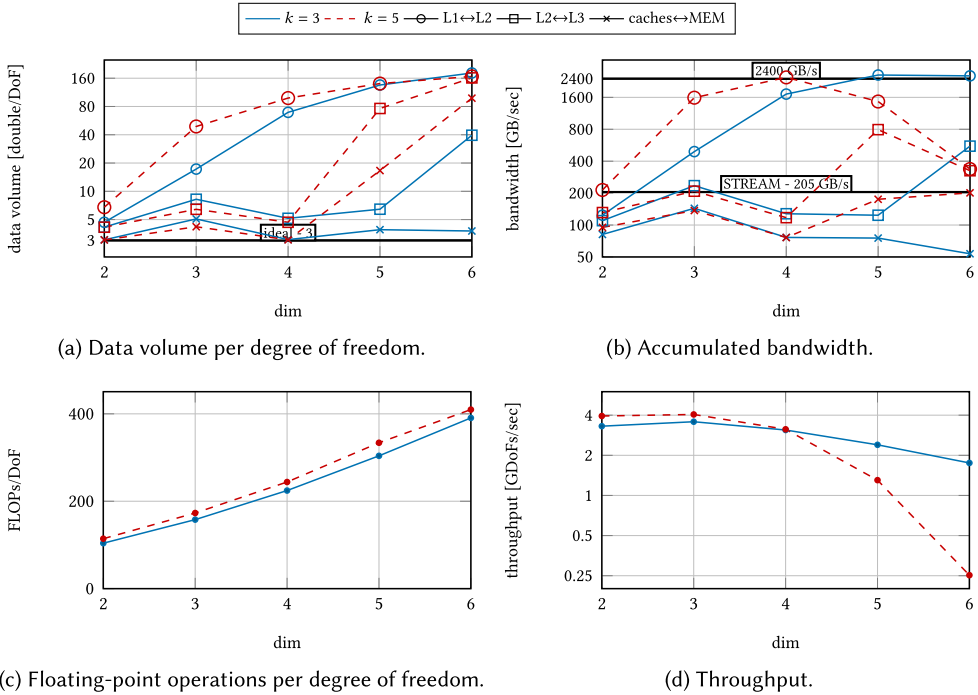 k = 3 k = 5 L1↔L2 L2↔L3 caches↔MEM
data volume [double/DoF]
160
80
40
20
10
5
3
ideal - 3
2 3 4 5 6
dim
(a) Data volume per degree of freedom.
bandwidth [GB/sec]
2400
1600
800
400
200
100
50
2400 GB/s
STREAM - 205 GB/s
2 3 4 5 6
dim
(b) Accumulated bandwidth.
FLOPs/DoF
400
200
0
2 3 4 5 6
dim
(c) Floating-point operations per degree of freedom.
throughput [GDoFs/sec]
4
2
1
0.5
0.25
2 3 4 5 6
dim
(d) Throughput.